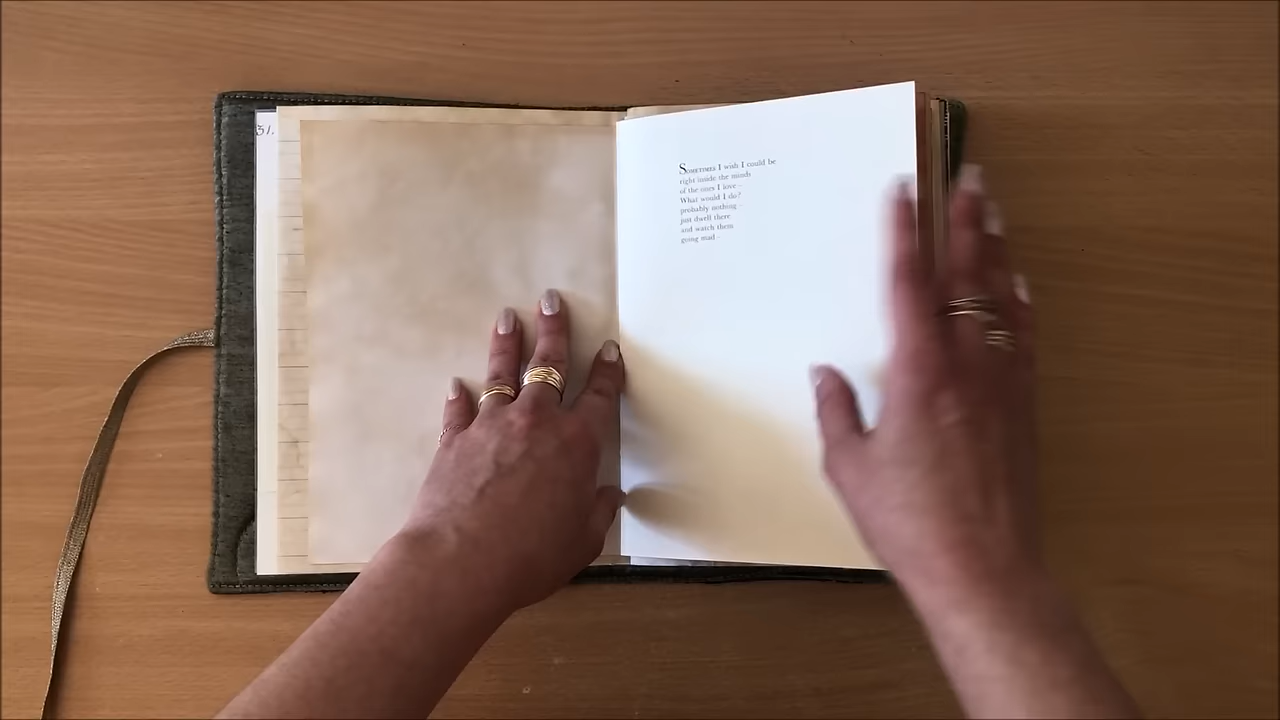 31.
SOMETIMES I wish I could be
right inside the minds
of the ones I love –
What would I do?
probably nothing –
just dwell there
and watch them
going mad –